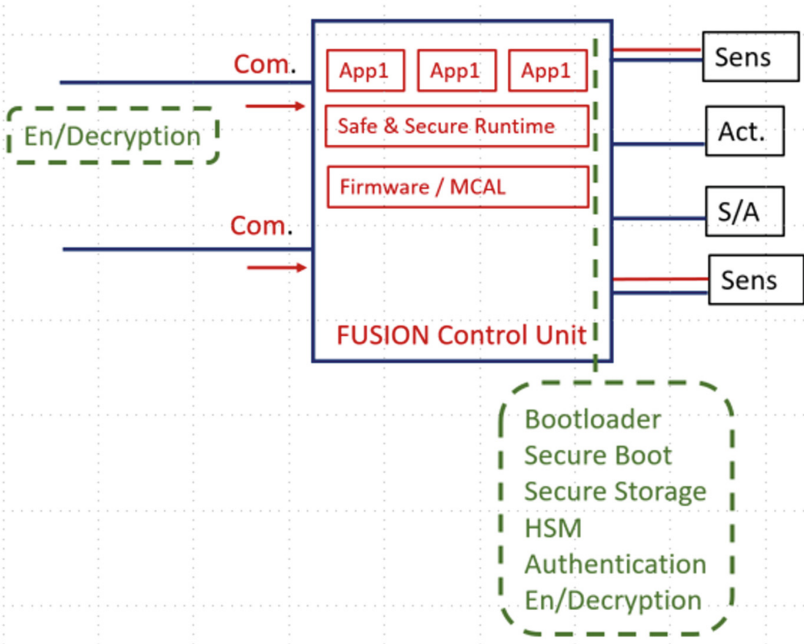 Com.
En/Decryption
Com.
App1 App1 App1
Safe & Secure Runtime
Firmware / MCAL
FUSION Control Unit
Sens
Act.
S/A
Sens
Bootloader
Secure Boot
Secure Storage
HSM
Authentication
En/Decryption